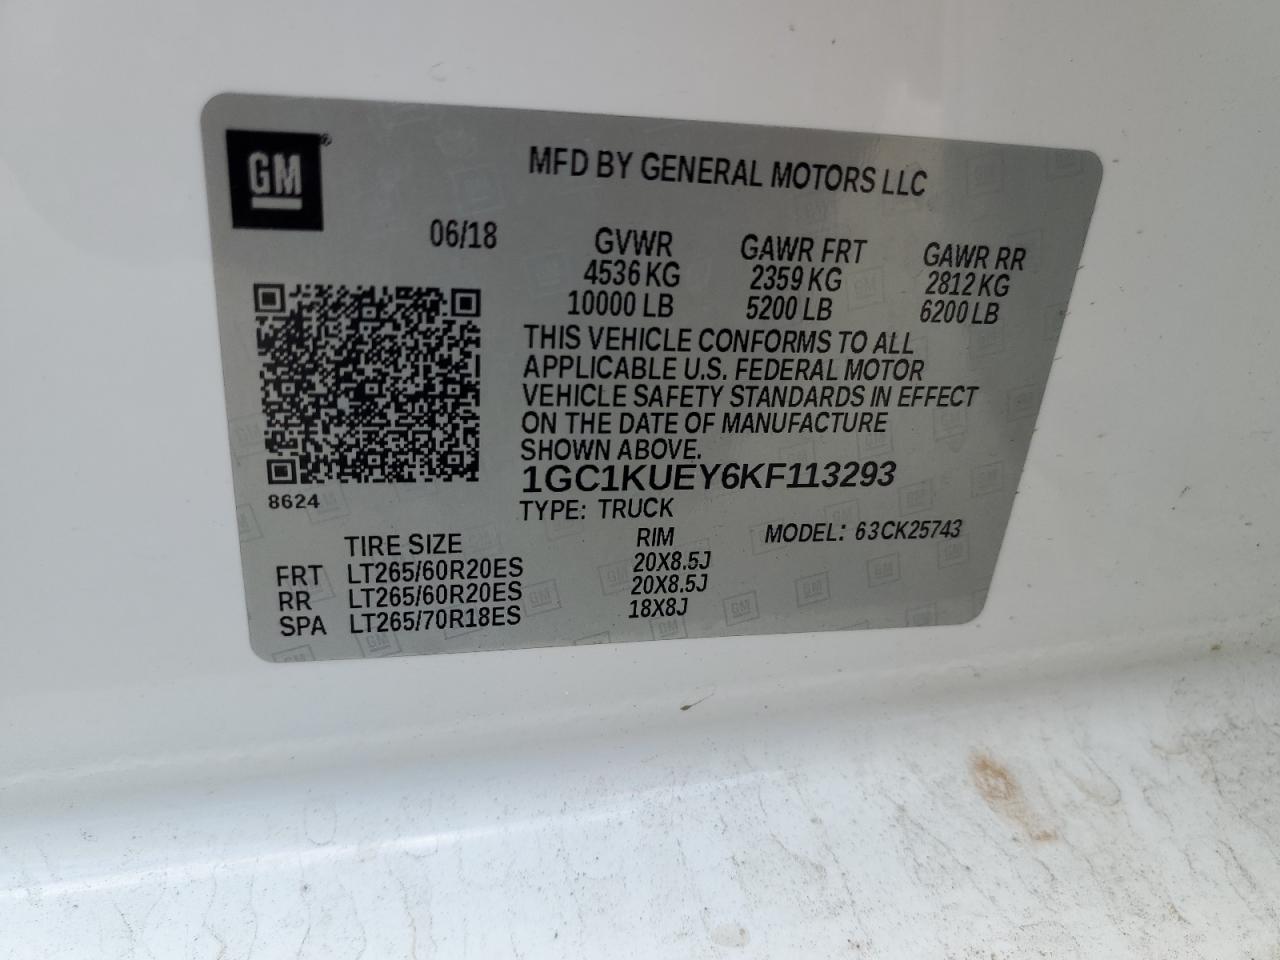 GM®
MFD BY GENERAL MOTORS LLC
06/18 GVWR GAWR FRT GAWR RR
4536 KG 2359 KG 2812 KG
10000 LB 5200 LB 6200 LB
THIS VEHICLE CONFORMS TO ALL
APPLICABLE U.S. FEDERAL MOTOR
VEHICLE SAFETY STANDARDS IN EFFECT
ON THE DATE OF MANUFACTURE
SHOWN ABOVE.
1GC1KUEY6KF113293
8624
TYPE: TRUCK
MODEL: 63CK25743
TIRE SIZE RIM
FRT LT265/60R20ES 20X8.5J
RR LT265/60R20ES 20X8.5J
SPA LT265/70R18ES 18X8J